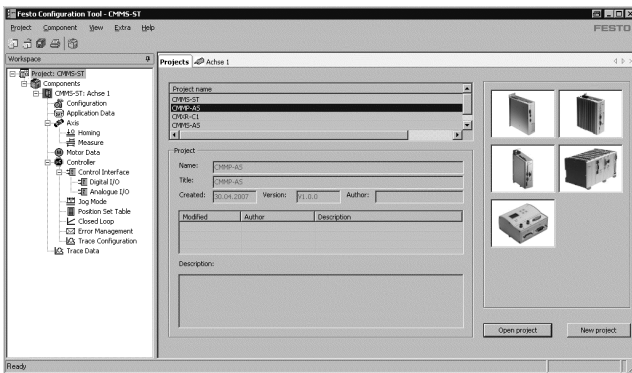 Festo Configuration Tool - CMMS-ST
Project Component View Extra Help
FESTO
Workspace
Project: CMMS-ST
Components
CMMS-ST: Achse 1
Configuration
Application Data
Axis
Homing
Measure
Motor Data
Controller
Control Interface
Digital I/O
Analogue I/O
Jog Mode
Position Set Table
Closed Loop
Error Management
Trace Configuration
Trace Data
Projects Achse 1
Project name
CMMS-ST
CMMP-AS
CMXR-C1
CMMS-AS
Project
Name: CMMP-AS
Title: CMMP-AS
Created: 30.04.2007 Version: V1.0.0 Author:
Modified Author Description
Description:
Open project New project
Ready